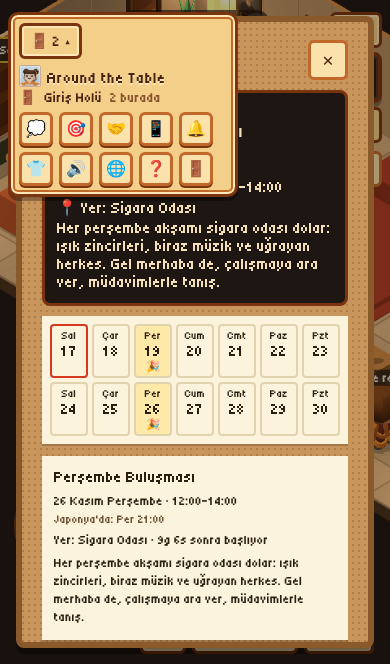 2 ▲
Around the Table
Giriş Holü 2 burada
×
-14:00
Yer: Sigara Odası
Her perşembe akşamı sigara odası dolar:
ışık zincirleri, biraz müzik ve uğrayan
herkes. Gel merhaba de, çalışmaya ara
ver, müdavimlerle tanış.
Sal Çar Per Cum Cmt Paz Pzt
17 18 19 20 21 22 23
Sal Çar Per Cum Cmt Paz Pzt
24 25 26 27 28 29 30
Perşembe Buluşması
26 Kasım Perşembe · 12:00–14:00
Japonya'da: Per 21:00
Yer: Sigara Odası · 9g 6s sonra başlıyor
Her perşembe akşamı sigara odası dolar: ışık
zincirleri, biraz müzik ve uğrayan herkes. Gel
merhaba de, çalışmaya ara ver, müdavimlerle
tanış.